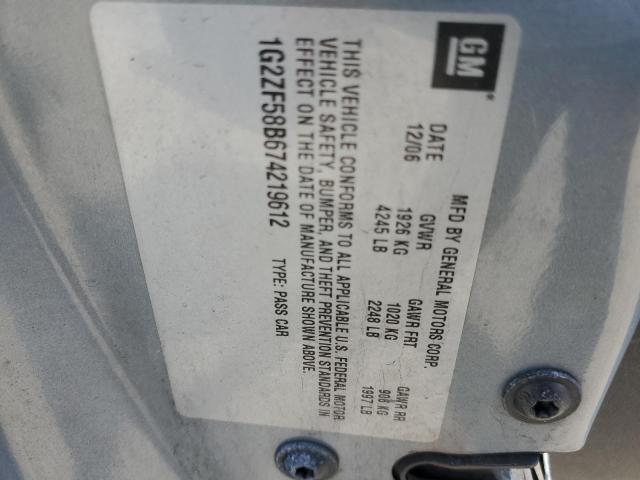 GM
MFD BY GENERAL MOTORS CORP.
DATE GVWR GAWR FRT GAWR RR
12/06 1926 KG 1020 KG 908 KG
4245 LB 2248 LB 1997 LB
THIS VEHICLE CONFORMS TO ALL APPLICABLE U.S. FEDERAL MOTOR
VEHICLE SAFETY, BUMPER, AND THEFT PREVENTION STANDARDS IN
EFFECT ON THE DATE OF MANUFACTURE SHOWN ABOVE.
1G2ZF58B674219612 TYPE: PASS CAR